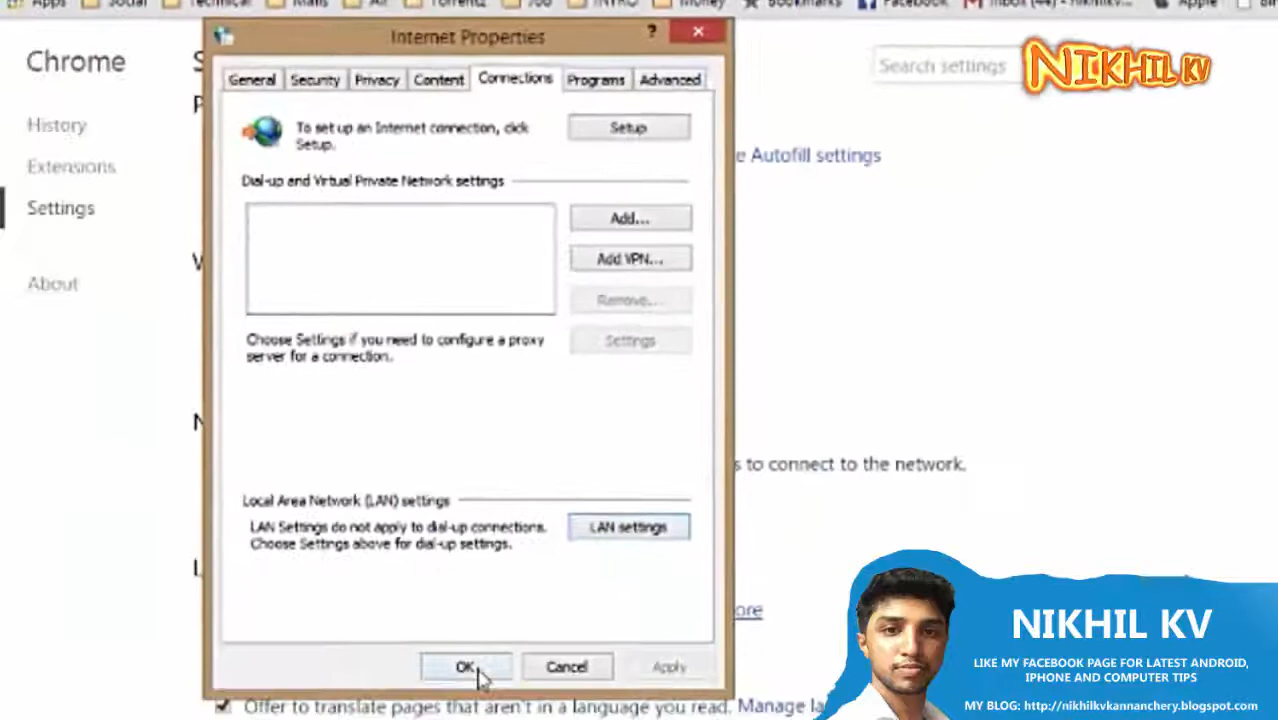 Apps Social Technical Mails Torrentz Job INTRO Money Bookmarks Facebook Apple
Internet Properties
?
Chrome
Search settings
NIKHIL KV
General Security Privacy Content Connections Programs Advanced
History
To set up an Internet connection, click
Setup.
Setup
e Autofill settings
Extensions
Dial-up and Virtual Private Network settings
Settings
Add...
Add VPN...
About
Remove...
Choose Settings if you need to configure a proxy
server for a connection.
Settings
s to connect to the network.
Local Area Network (LAN) settings
LAN Settings do not apply to dial-up connections.
Choose Settings above for dial-up settings.
LAN settings
ore
NIKHIL KV
LIKE MY FACEBOOK PAGE FOR LATEST ANDROID,
IPHONE AND COMPUTER TIPS
OK Cancel Apply
Offer to translate pages that aren't in a language you read. Manage la
MY BLOG: http://nikhilkvkannanchery.blogspot.com